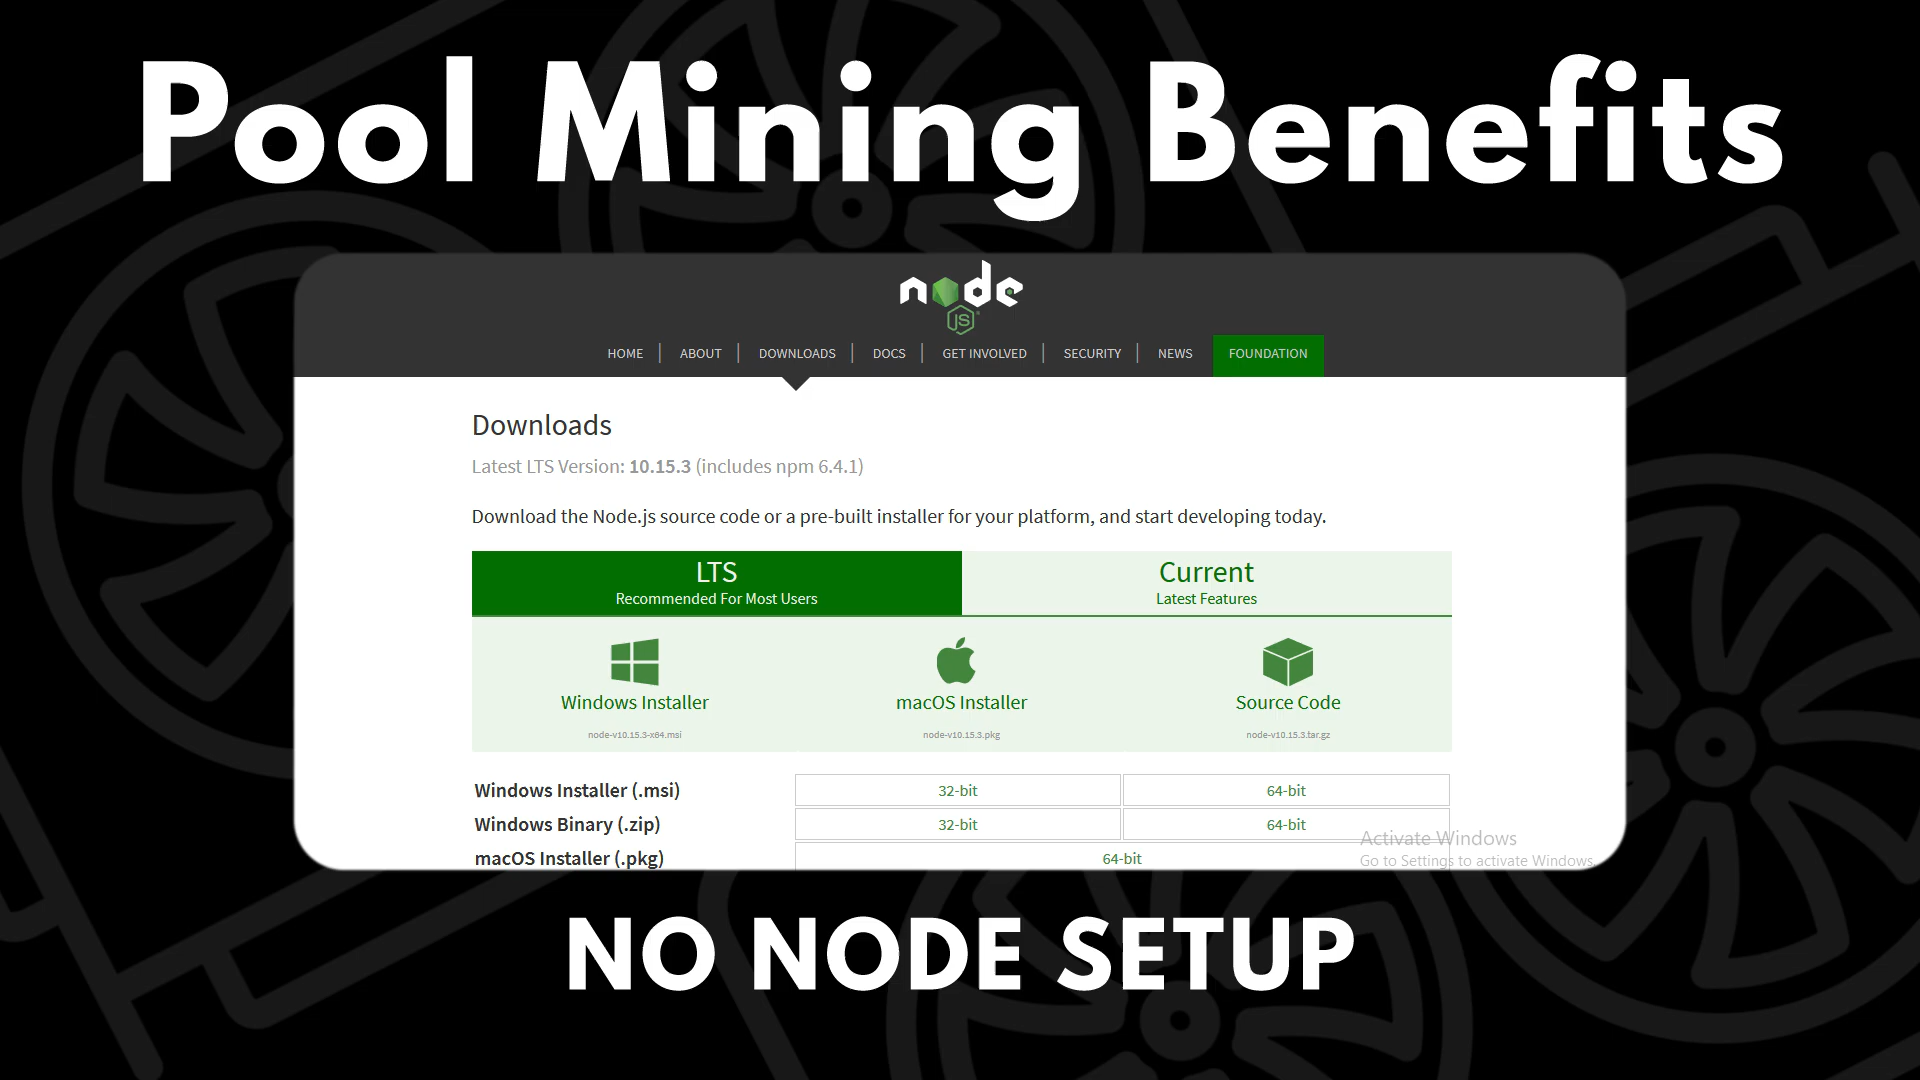 Pool Mining Benefits
node
JS
HOME | ABOUT | DOWNLOADS | DOCS | GET INVOLVED | SECURITY | NEWS FOUNDATION
Downloads
Latest LTS Version: 10.15.3 (includes npm 6.4.1)
Download the Node.js source code or a pre-built installer for your platform, and start developing today.
LTS Current
Recommended For Most Users Latest Features
Windows Installer macOS Installer Source Code
node-v10.15.3-x64.msi node-v10.15.3.pkg node-v10.15.3.tar.gz
Windows Installer (.msi) 32-bit 64-bit
Windows Binary (.zip) 32-bit 64-bit
Activate Windows
macOS Installer (.pkg) 64-bit
Go to Settings to activate Windows.
NO NODE SETUP